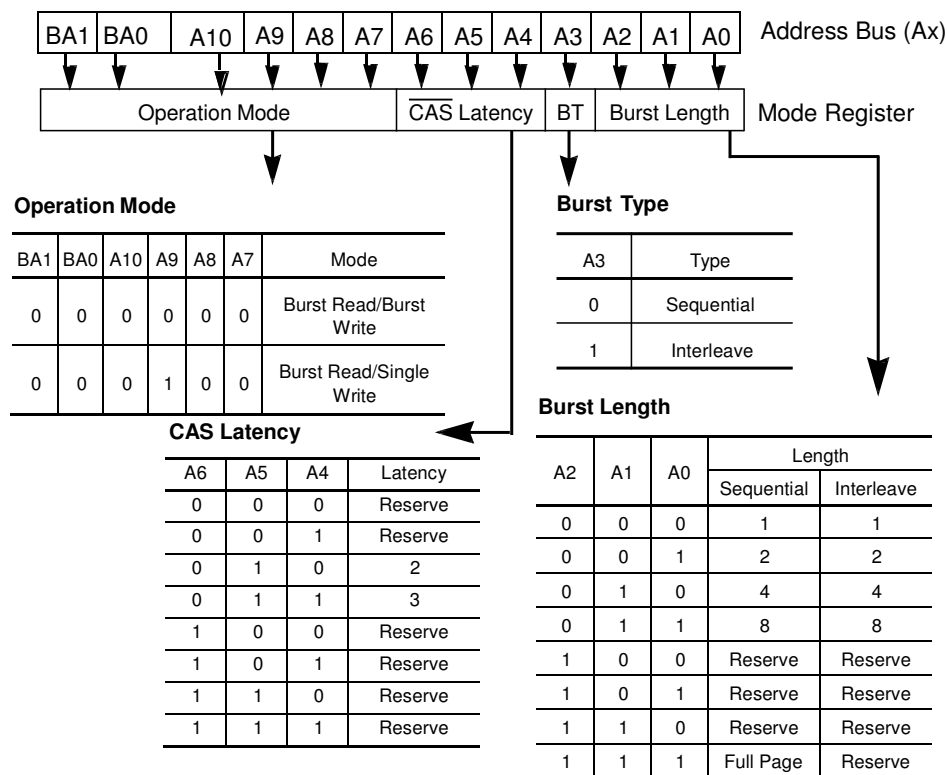 BA1 BA0 A10 A9 A8 A7 A6 A5 A4 A3 A2 A1 A0 Address Bus (Ax)
Operation Mode CAS Latency BT Burst Length Mode Register
Operation Mode
BA1 BA0 A10 A9 A8 A7 Mode
0 0 0 0 0 0 Burst Read/Burst
Write
0 0 0 1 0 0 Burst Read/Single
Write
Burst Type
A3 Type
0 Sequential
1 Interleave
CAS Latency
A6 A5 A4 Latency
0 0 0 Reserve
0 0 1 Reserve
0 1 0 2
0 1 1 3
1 0 0 Reserve
1 0 1 Reserve
1 1 0 Reserve
1 1 1 Reserve
Burst Length
A2 A1 A0 Length
Sequential Interleave
0 0 0 1 1
0 0 1 2 2
0 1 0 4 4
0 1 1 8 8
1 0 0 Reserve Reserve
1 0 1 Reserve Reserve
1 1 0 Reserve Reserve
1 1 1 Full Page Reserve